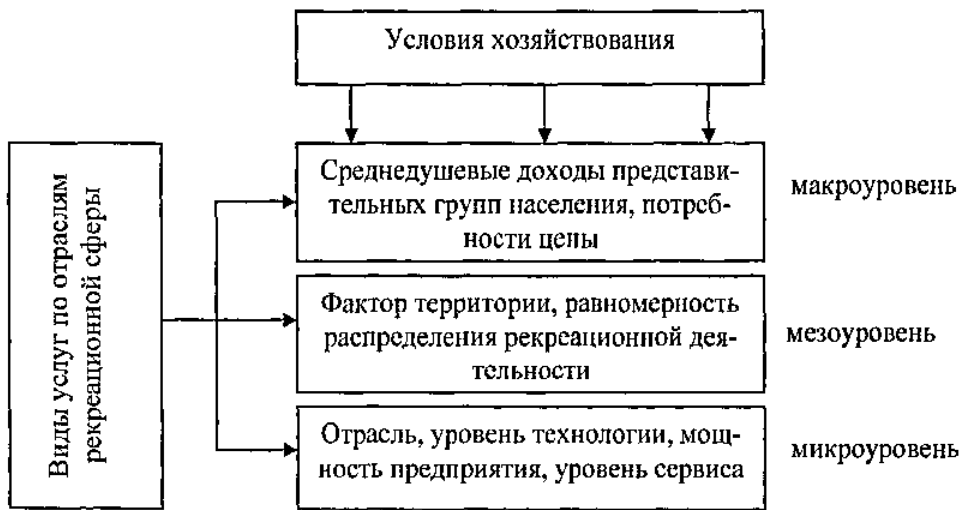 Условия хозяйствования
Виды услуг по отраслям
рекреационной сферы
Среднедушевые доходы представи-
тельных групп населения, потреб-
ности цены
макроуровень
Фактор территории, равномерность
распределения рекреационной дея-
тельности
мезоуровень
Отрасль, уровень технологии, мощ-
ность предприятия, уровень сервиса
микроуровень